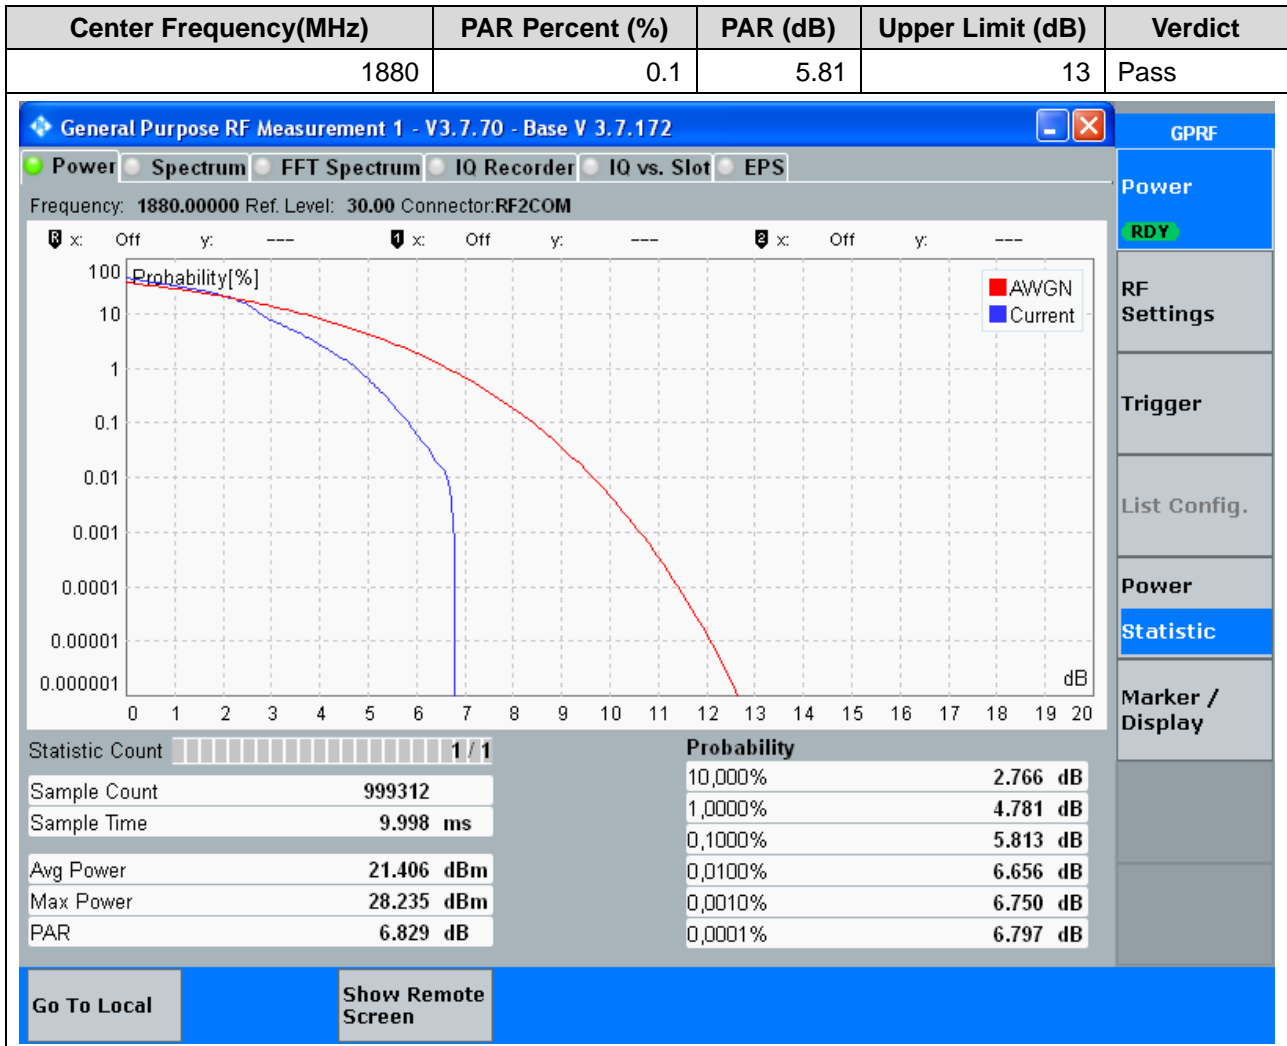 Center Frequency(MHz) PAR Percent (%) PAR (dB) Upper Limit (dB) Verdict
1880 0.1 5.81 13 Pass
General Purpose RF Measurement 1 - V3.7.70 - Base V 3.7.172
GPRF
Power Spectrum FFT Spectrum IQ Recorder IQ vs. Slot EPS
Power
RDY
Frequency: 1880.00000 Ref. Level: 30.00 Connector:RF2COM
R x: Off y: --- 1 x: Off y: --- 2 x: Off y: ---
RF
Settings
Trigger
List Config.
Power
Statistic
Marker /
Display
Probability[%]
AWGN
Current
100
10
1
0.1
0.01
0.001
0.0001
0.00001
0.000001
dB
0 1 2 3 4 5 6 7 8 9 10 11 12 13 14 15 16 17 18 19 20
Statistic Count 1 / 1
Sample Count 999312
Sample Time 9.998 ms
Avg Power 21.406 dBm
Max Power 28.235 dBm
PAR 6.829 dB
Probability
10,000% 2.766 dB
1,0000% 4.781 dB
0,1000% 5.813 dB
0,0100% 6.656 dB
0,0010% 6.750 dB
0,0001% 6.797 dB
Go To Local
Show Remote
Screen